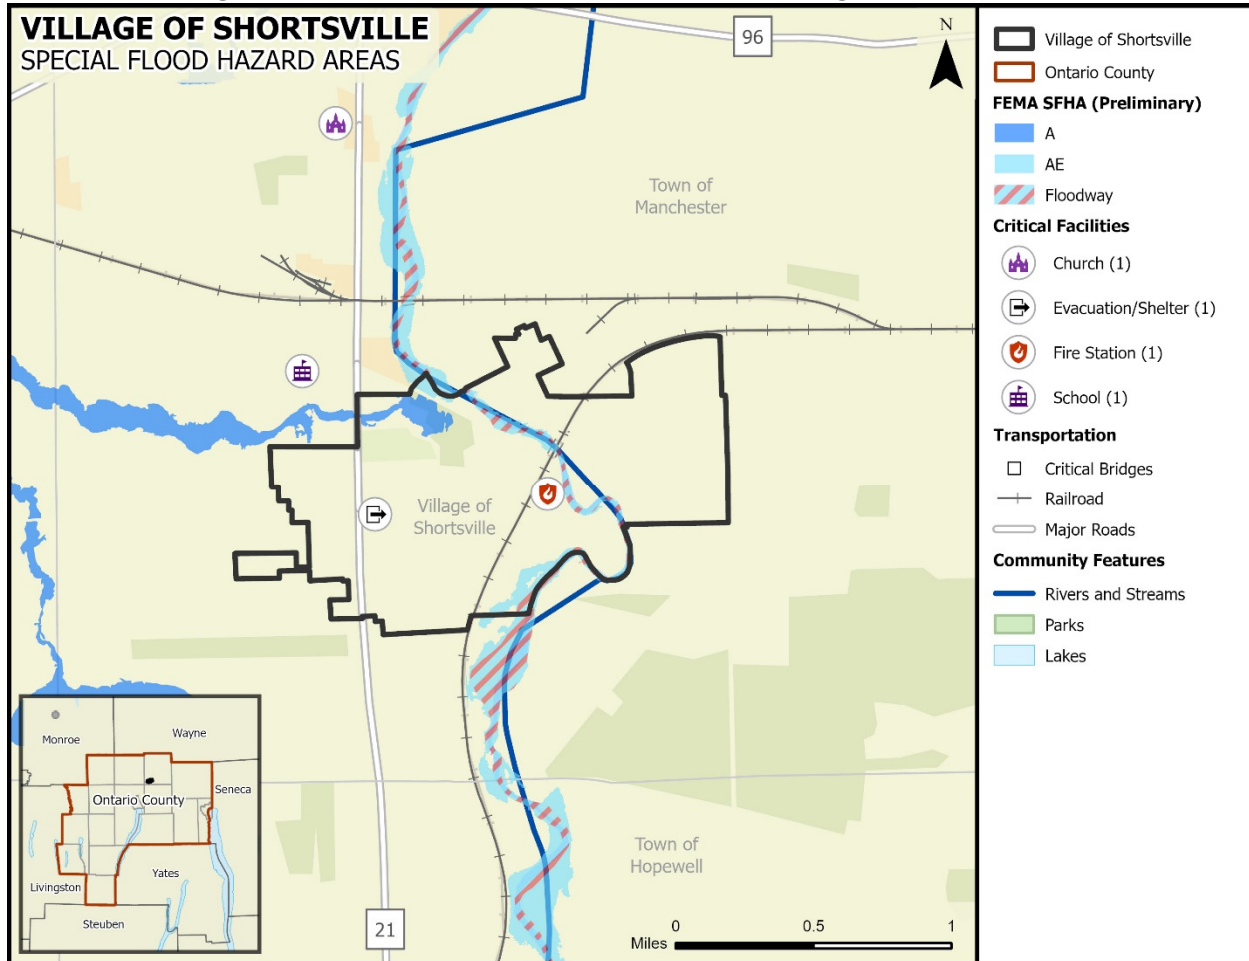 VILLAGE OF SHORTSVILLE
SPECIAL FLOOD HAZARD AREAS
96
N
Town of
Manchester
Village of
Shortsville
Town of
Hopewell
21
Monroe
Wayne
Ontario County
Seneca
Livingston
Yates
Steuben
0 0.5 1
Miles
Village of Shortsville
Ontario County
FEMA SFHA (Preliminary)
A
AE
Floodway
Critical Facilities
Church (1)
Evacuation/Shelter (1)
Fire Station (1)
School (1)
Transportation
Critical Bridges
Railroad
Major Roads
Community Features
Rivers and Streams
Parks
Lakes